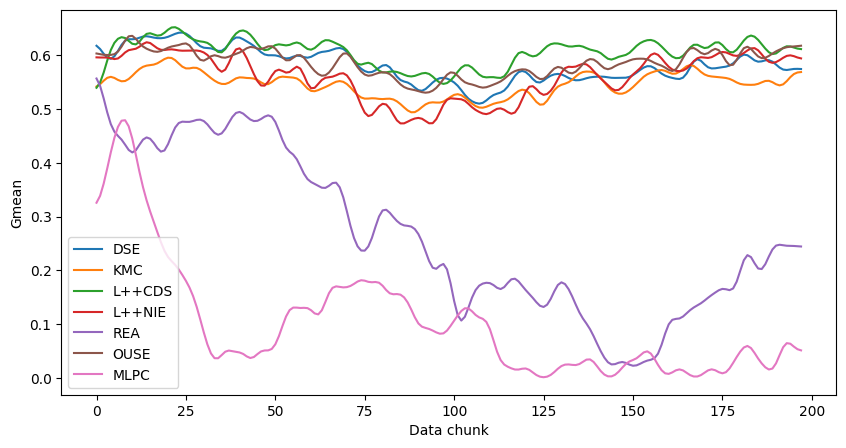 Gmean
0.6
0.5
0.4
0.3
0.2
0.1
0.0
DSE
KMC
L++CDS
L++NIE
REA
OUSE
MLPC
0 25 50 75 100 125 150 175 200
Data chunk